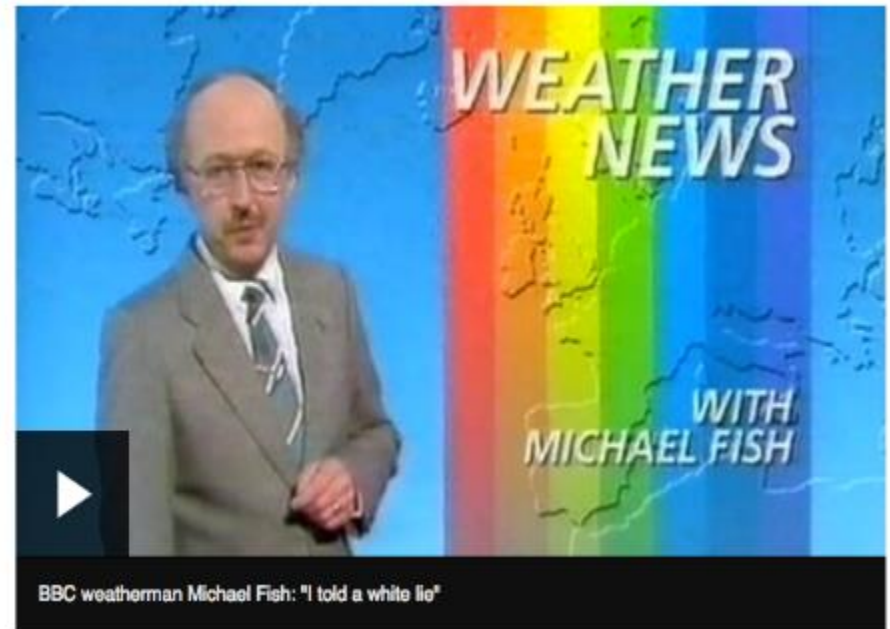 WEATHER
NEWS
WITH
MICHAEL FISH
BBC weatherman Michael Fish: "I told a white lie"